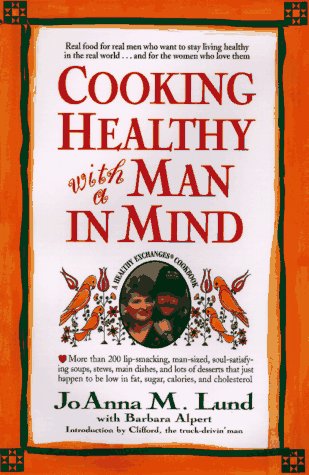 Real food for real men who want to stay living healthy
in the real world . . . and for the women who love them
COOKING
HEALTHY
with a MAN
IN MIND
A HEALTHY EXCHANGES® COOKBOOK
♥ More than 200 lip-smacking, man-sized, soul-satisfy-
ing soups, stews, main dishes, and lots of desserts that just
happen to be low in fat, sugar, calories, and cholesterol
JoAnna M. Lund
with Barbara Alpert
Introduction by Clifford, the truck-drivin' man